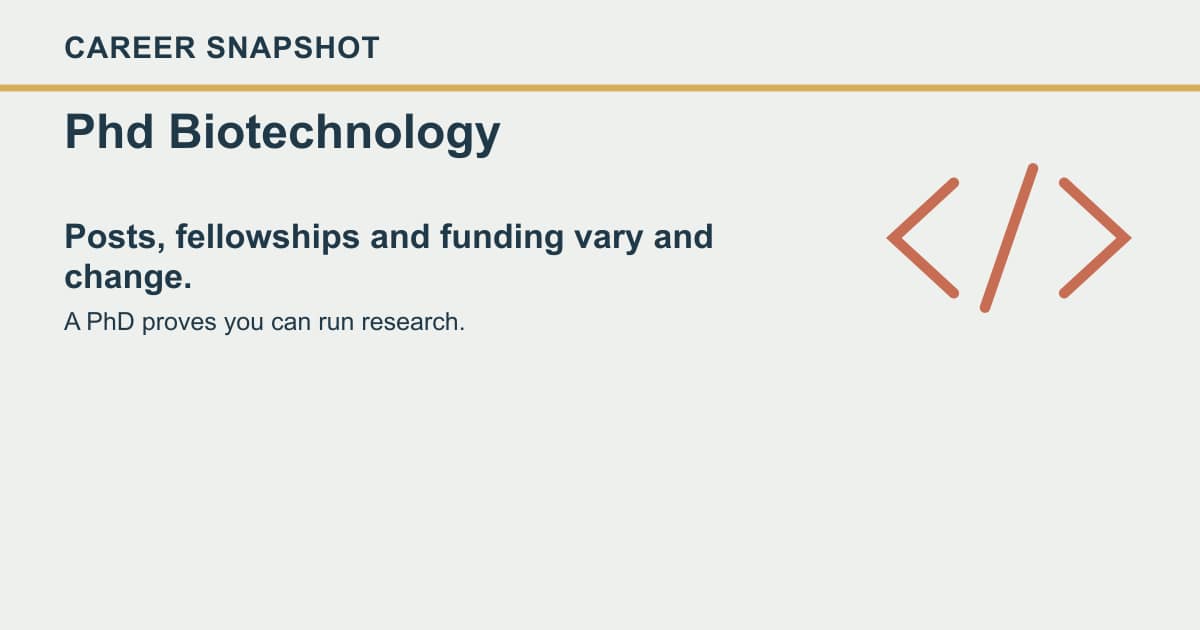 CAREER SNAPSHOT
Phd Biotechnology
Posts, fellowships and funding vary and
change.
A PhD proves you can run research.